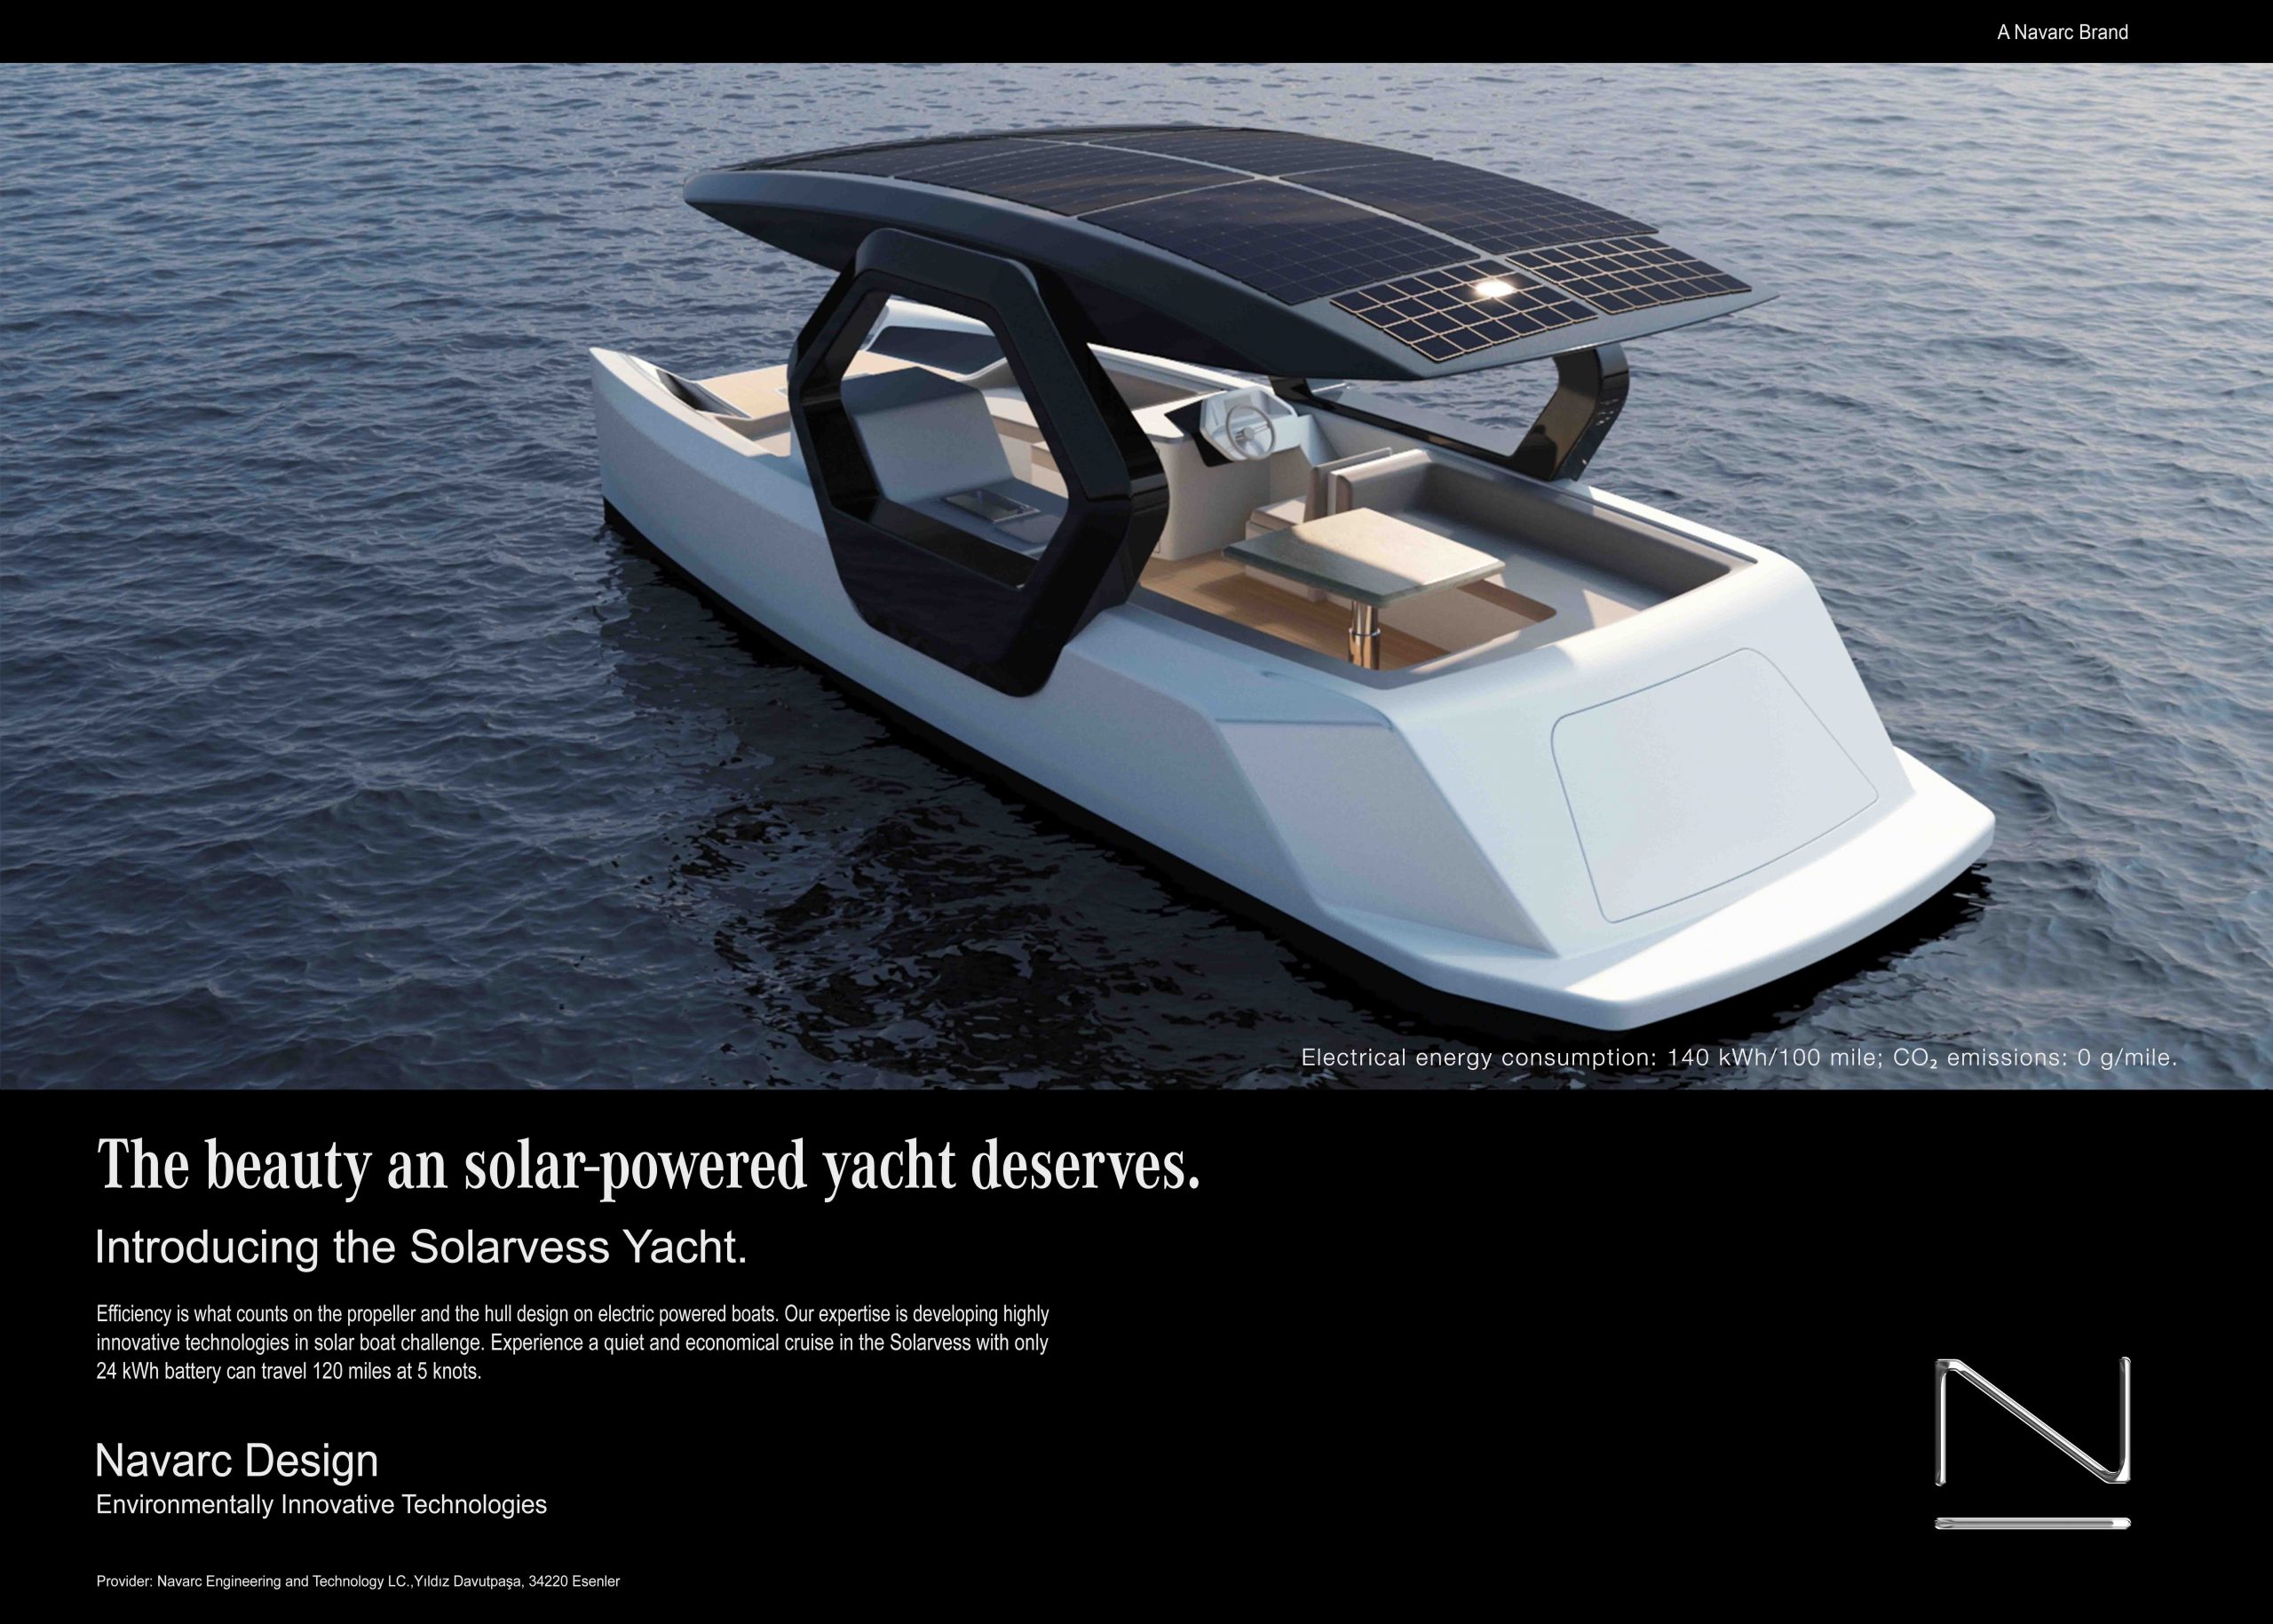 A Navarc Brand
Electrical energy consumption: 140 kWh/100 mile; CO₂ emissions: 0 g/mile.
The beauty an solar-powered yacht deserves.
Introducing the Solarvess Yacht.
Efficiency is what counts on the propeller and the hull design on electric powered boats. Our expertise is developing highly
innovative technologies in solar boat challenge. Experience a quiet and economical cruise in the Solarvess with only
24 kWh battery can travel 120 miles at 5 knots.
Navarc Design
Environmentally Innovative Technologies
N
Provider: Navarc Engineering and Technology LC.,Yıldız Davutpaşa, 34220 Esenler